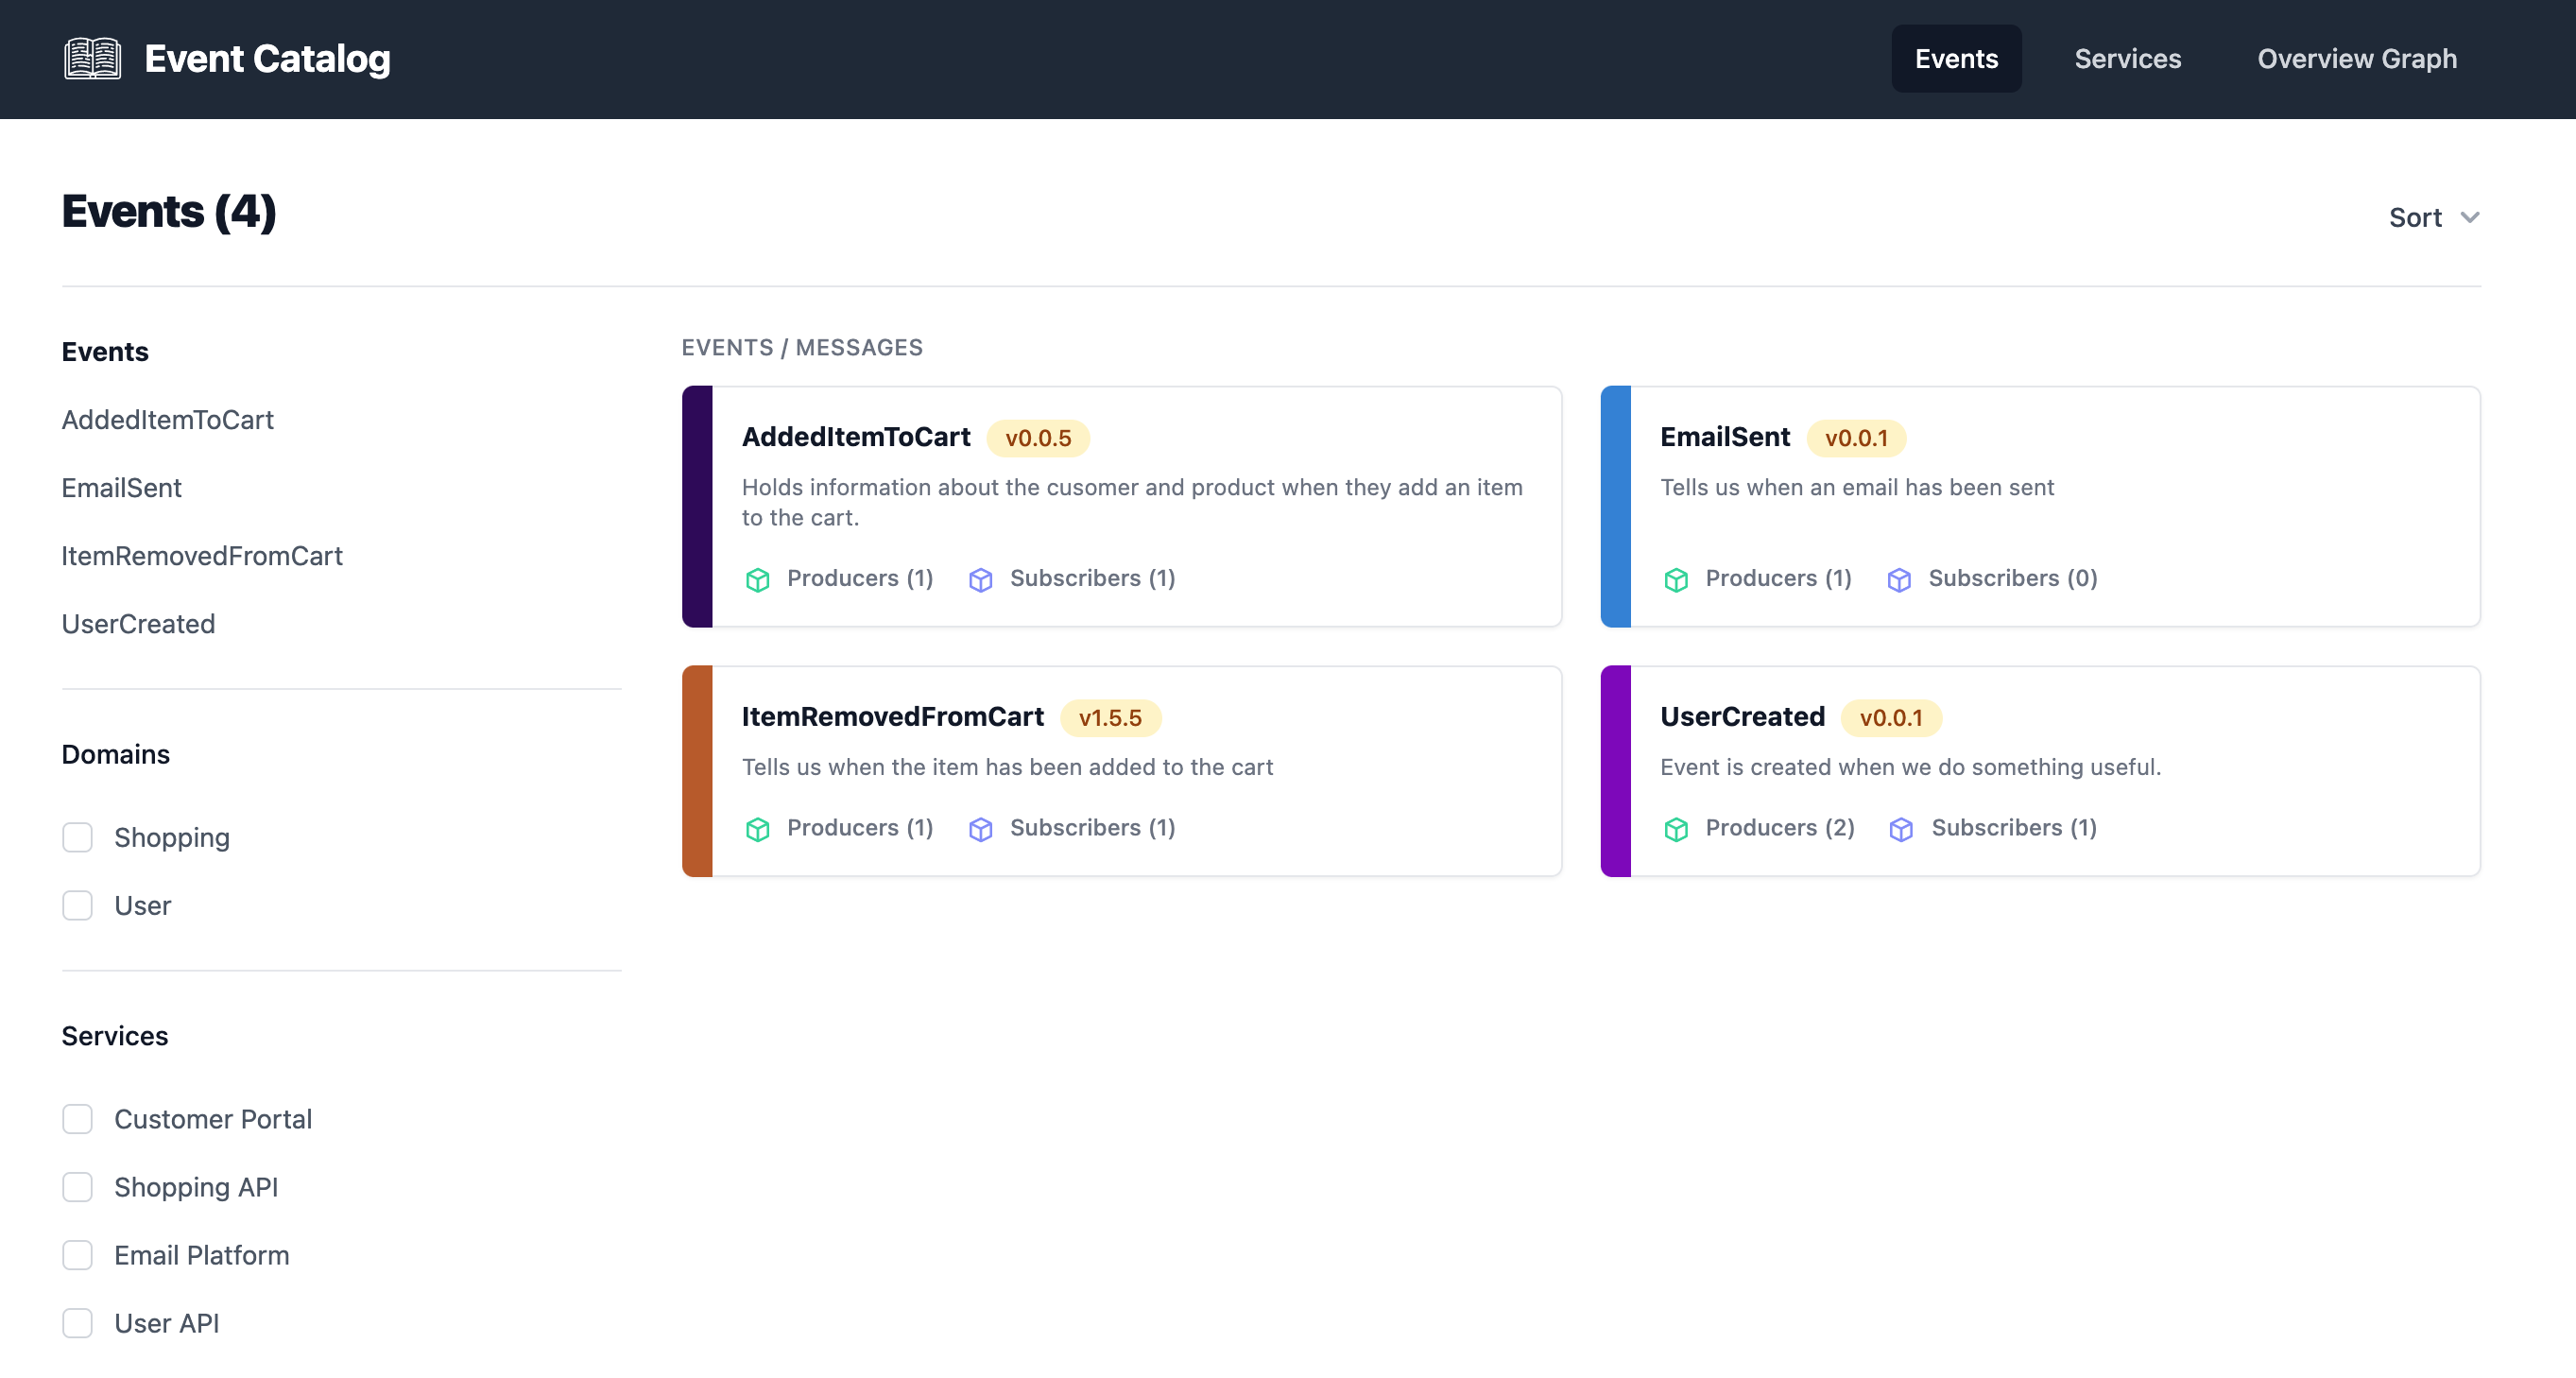 Event Catalog
Events
Services
Overview Graph
Events (4)
Sort
Events
AddedItemToCart
EmailSent
ItemRemovedFromCart
UserCreated
Domains
Shopping
User
Services
Customer Portal
Shopping API
Email Platform
User API
EVENTS / MESSAGES
AddedItemToCart v0.0.5
Holds information about the cusomer and product when they add an item
to the cart.
Producers (1) Subscribers (1)
EmailSent v0.0.1
Tells us when an email has been sent
Producers (1) Subscribers (0)
ItemRemovedFromCart v1.5.5
Tells us when the item has been added to the cart
Producers (1) Subscribers (1)
UserCreated v0.0.1
Event is created when we do something useful.
Producers (2) Subscribers (1)